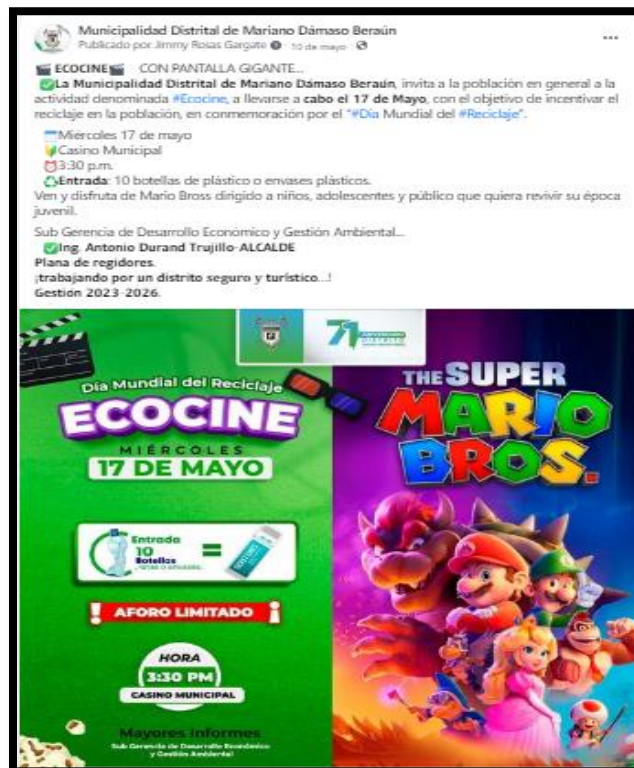 Municipalidad Distrital de Mariano Dámaso Beraún
Publicado por Jimmy Rosas Gargate · 10 de mayo ·
ECOCINE CON PANTALLA GIGANTE...
La Municipalidad Distrital de Mariano Dámaso Beraún, invita a la población en general a la
actividad denominada #Ecocine, a llevarse a cabo el 17 de Mayo, con el objetivo de incentivar el
reciclaje en la población, en conmemoración por el "#Día Mundial del #Reciclaje".
Miércoles 17 de mayo
Casino Municipal
3:30 p.m.
Entrada: 10 botellas de plástico o envases plásticos.
Ven y disfruta de Mario Bross dirigido a niños, adolescentes y público que quiera revivir su época
juvenil.
Sub Gerencia de Desarrollo Económico y Gestión Ambiental...
Ing. Antonio Durand Trujillo-ALCALDE
Plana de regidores.
¡trabajando por un distrito seguro y turístico...!
Gestión 2023-2026.
71
Día Mundial del Reciclaje
ECOCINE
MIÉRCOLES
17 DE MAYO
Entrada
10
Botellas
=
! AFORO LIMITADO ¡
HORA
3:30 PM
CASINO MUNICIPAL
Mayores Informes
Sub Gerencia de Desarrollo Económico
y Gestión Ambiental
THE SUPER
MARIO
BROS.